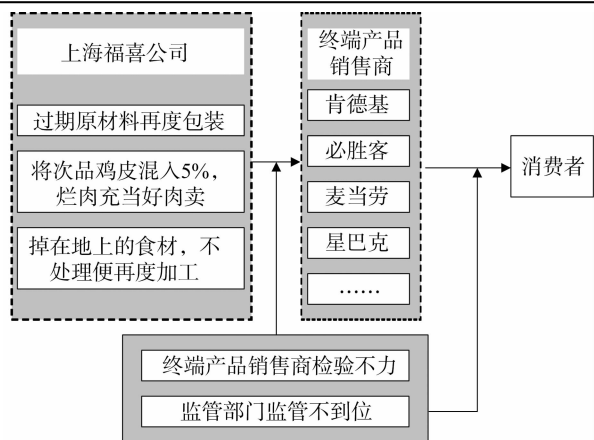 上海福喜公司
过期原材料再度包装
将次品鸡皮混入5%，
烂肉充当好肉卖
掉在地上的食材，不
处理便再度加工
终端产品
销售商
肯德基
必胜客
麦当劳
星巴克
……
消费者
终端产品销售商检验不力
监管部门监管不到位